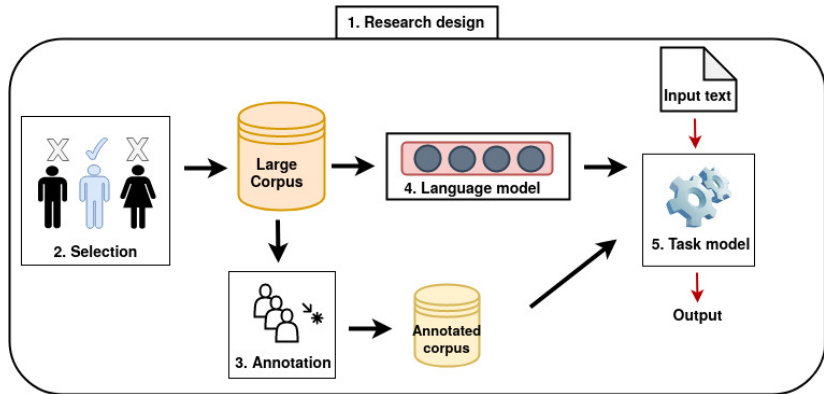 1. Research design
Input text
X ✓ X
Large
Corpus
4. Language model
2. Selection
5. Task model
3. Annotation
Annotated
corpus
Output